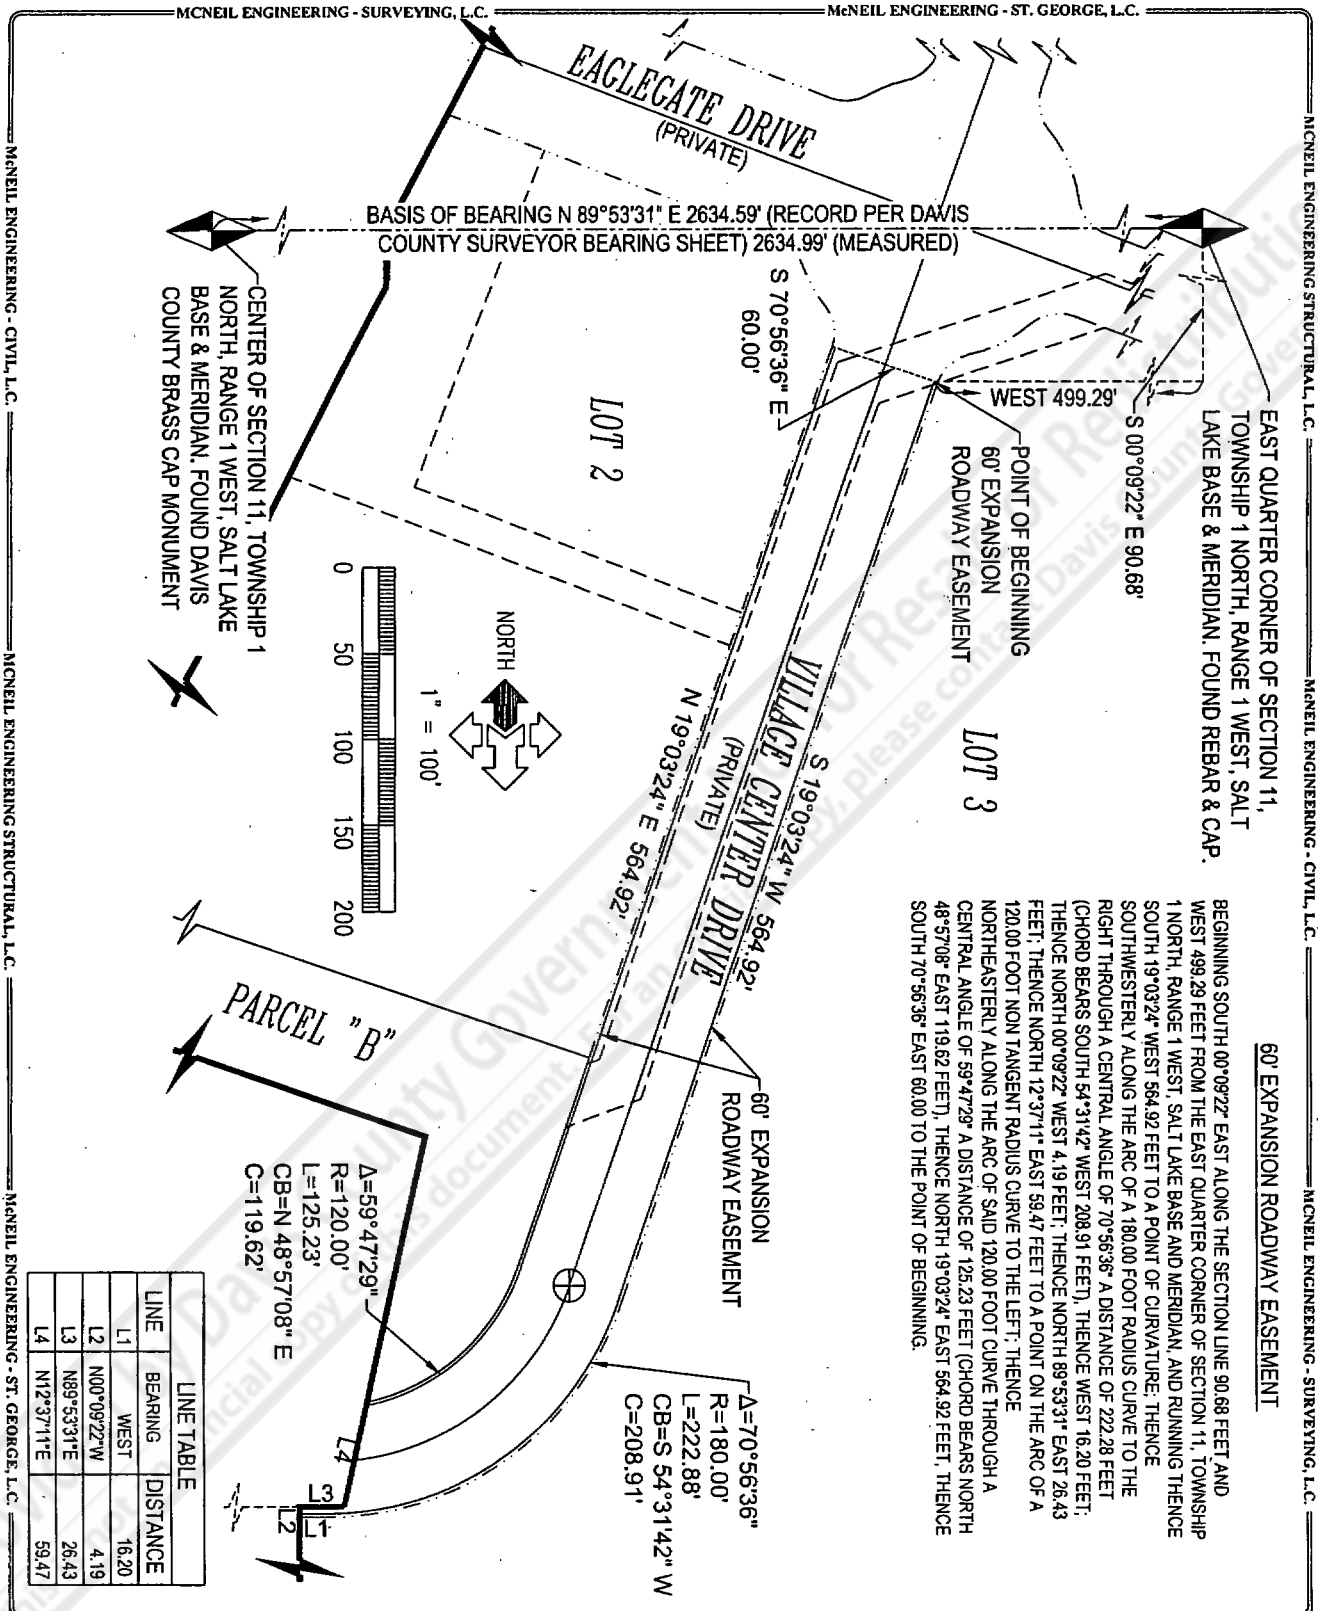 MCNEIL ENGINEERING - SURVEYING, L.C.
McNEIL ENGINEERING - ST. GEORGE, L.C.
MCNEIL ENGINEERING STRUCTURAL, L.C.
McNEIL ENGINEERING - CIVIL, L.C.
MCNEIL ENGINEERING - SURVEYING, L.C.
McNEIL ENGINEERING - CIVIL, L.C.
MCNEIL ENGINEERING STRUCTURAL, L.C.
McNEIL ENGINEERING - ST. GEORGE, L.C.
EAGLEGATE DRIVE
(PRIVATE)
BASIS OF BEARING N 89°53'31" E 2634.59' (RECORD PER DAVIS
COUNTY SURVEYOR BEARING SHEET) 2634.99' (MEASURED)
CENTER OF SECTION 11, TOWNSHIP 1
NORTH, RANGE 1 WEST, SALT LAKE
BASE & MERIDIAN. FOUND DAVIS
COUNTY BRASS CAP MONUMENT
EAST QUARTER CORNER OF SECTION 11,
TOWNSHIP 1 NORTH, RANGE 1 WEST, SALT
LAKE BASE & MERIDIAN. FOUND REBAR & CAP.
S 00°09'22" E 90.68'
WEST 499.29'
S 70°56'36" E
60.00'
POINT OF BEGINNING
60' EXPANSION
ROADWAY EASEMENT
LOT 2
LOT 3
NORTH
1" = 100'
0 50 100 150 200
S 19°03'24" W 564.92'
VILLAGE CENTER DRIVE
(PRIVATE)
N 19°03'24" E 564.92'
PARCEL "B"
60' EXPANSION
ROADWAY EASEMENT
Δ=59°47'29"
R=120.00'
L=125.23'
CB=N 48°57'08" E
C=119.62'
Δ=70°56'36"
R=180.00'
L=222.88'
CB=S 54°31'42" W
C=208.91'
L4
L3
L2
L1
60' EXPANSION ROADWAY EASEMENT
BEGINNING SOUTH 00°09'22" EAST ALONG THE SECTION LINE 90.68 FEET AND
WEST 499.29 FEET FROM THE EAST QUARTER CORNER OF SECTION 11, TOWNSHIP
1 NORTH, RANGE 1 WEST, SALT LAKE BASE AND MERIDIAN, AND RUNNING THENCE
SOUTH 19°03'24" WEST 564.92 FEET TO A POINT OF CURVATURE; THENCE
SOUTHWESTERLY ALONG THE ARC OF A 180.00 FOOT RADIUS CURVE TO THE
RIGHT THROUGH A CENTRAL ANGLE OF 70°56'36" A DISTANCE OF 222.28 FEET
(CHORD BEARS SOUTH 54°31'42" WEST 208.91 FEET), THENCE WEST 16.20 FEET;
THENCE NORTH 00°09'22" WEST 4.19 FEET; THENCE NORTH 89°53'31" EAST 26.43
FEET; THENCE NORTH 12°37'11" EAST 59.47 FEET TO A POINT ON THE ARC OF A
120.00 FOOT NON TANGENT RADIUS CURVE TO THE LEFT; THENCE
NORTHEASTERLY ALONG THE ARC OF SAID 120.00 FOOT CURVE THROUGH A
CENTRAL ANGLE OF 59°47'29" A DISTANCE OF 125.23 FEET (CHORD BEARS NORTH
48°57'08" EAST 119.62 FEET), THENCE NORTH 19°03'24" EAST 564.92 FEET, THENCE
SOUTH 70°56'36" EAST 60.00 TO THE POINT OF BEGINNING.
LINE TABLE
LINE BEARING DISTANCE
L1 WEST 16.20
L2 N00°09'22"W 4.19
L3 N89°53'31"E 26.43
L4 N12°37'11"E 59.47